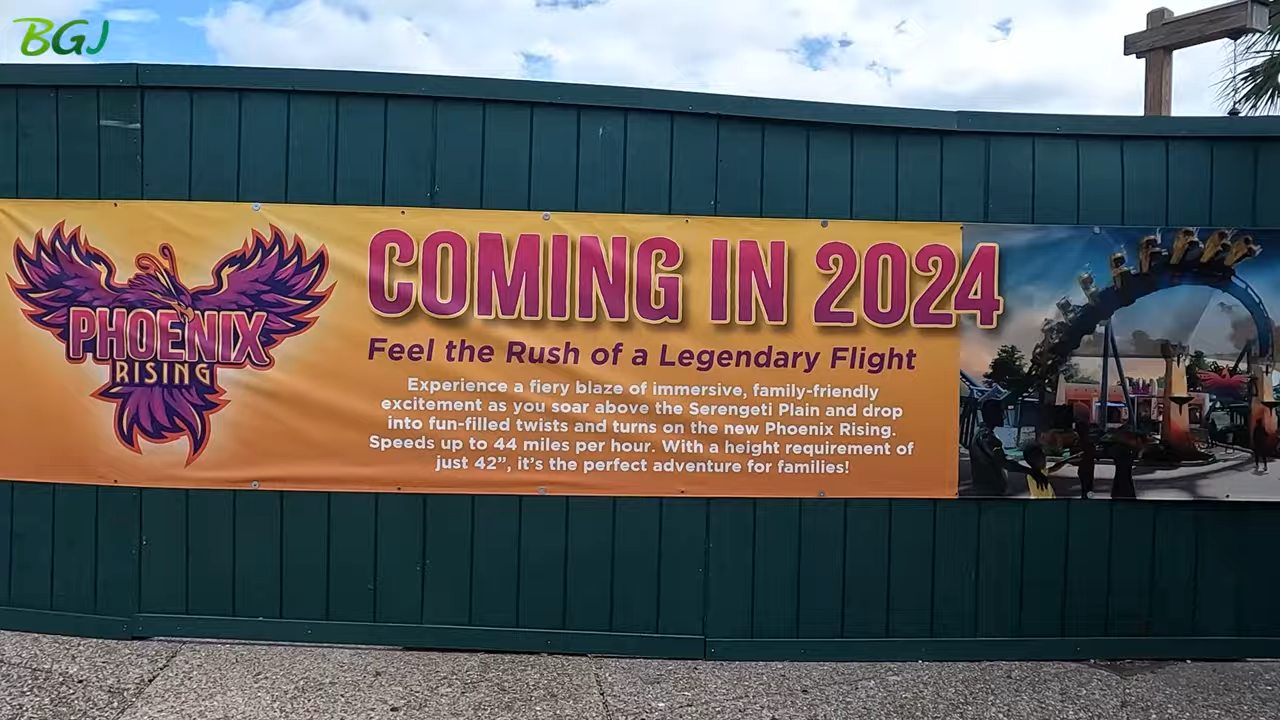 BGJ
COMING IN 2024
PHOENIX
RISING
Feel the Rush of a Legendary Flight
Experience a fiery blaze of immersive, family-friendly
excitement as you soar above the Serengeti Plain and drop
into fun-filled twists and turns on the new Phoenix Rising.
Speeds up to 44 miles per hour. With a height requirement of
just 42”, it’s the perfect adventure for families!